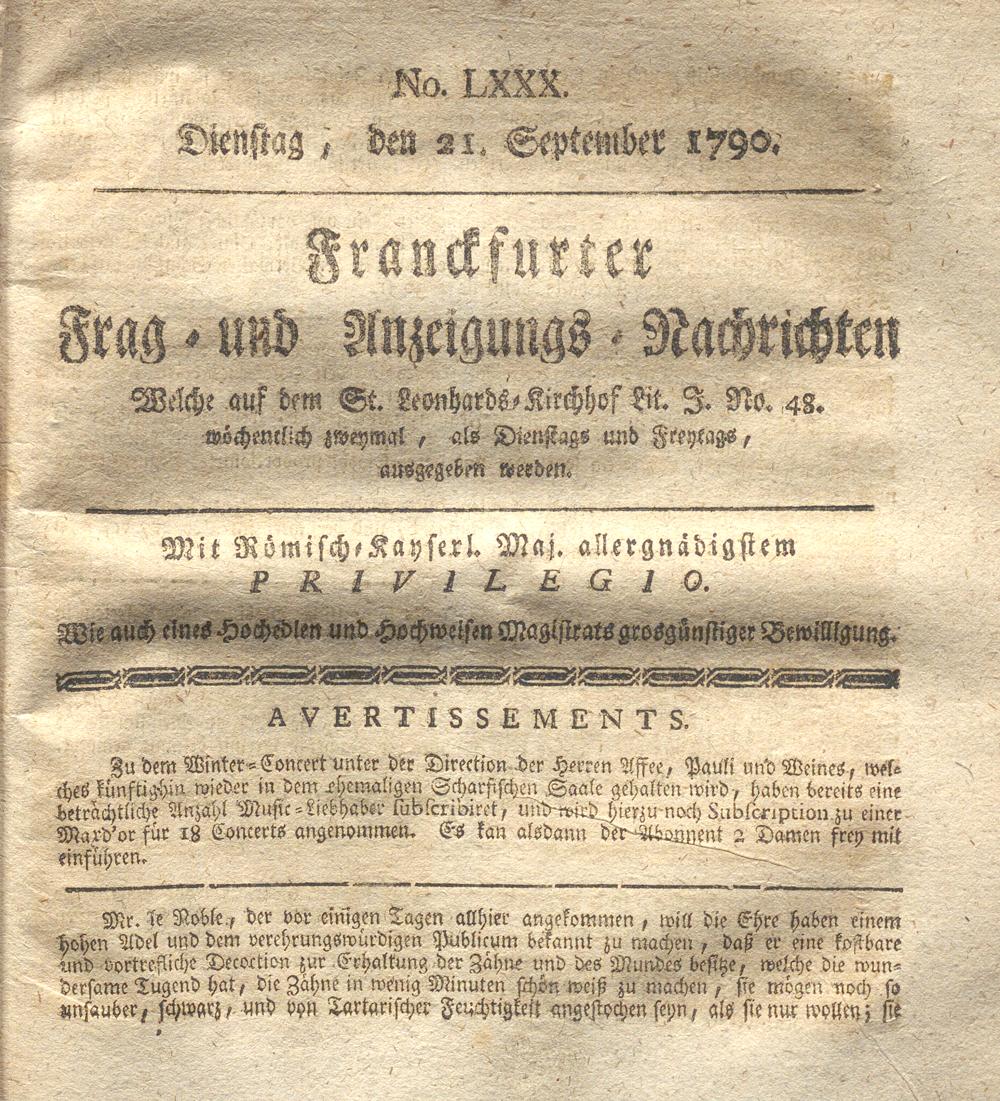 No. LXXX.
Dienſtag, den 21. September 1790.
Franckfurter
Frag-und Anzeigungs-Nachrichten
Welche auf dem St. Leonhards-Kirchhof Lit. J. No. 48.
wöchentlich zweymal, als Dienſtags und Freytags,
ausgegeben werden.
Mit Römiſch-Kayſerl. Maj. allergnädigſtem
PRIVILEGIO.
Wie auch eines Hochedlen und Hochweiſen Magiſtrats grosgünſtiger Bewilligung.
AVERTISSEMENTS.
Zu dem Winter-Concert unter der Direction der Herren Affee, Pauli und Weines, wel-
ches künftighin wieder in dem ehemaligen Scharfiſchen Saale gehalten wird, haben bereits eine
beträchtliche Anzahl Muſic-Liebhaber ſubſcribiret, und wird hierzu noch Subſcription zu einer
Maxd'or für 18 Concerts angenommen. Es kan alsdann der Abonnent 2 Damen frey mit
einführen.
Mr. le Noble, der vor einigen Tagen allhier angekommen, will die Ehre haben einem
hohen Adel und dem verehrungswürdigen Publicum bekannt zu machen, daß er eine koſtbare
und vortrefliche Decoction zur Erhaltung der Zähne und des Mundes beſitze, welche die wun-
derſame Tugend hat, die Zähne in wenig Minuten ſchön weiß zu machen, ſie mögen noch ſo
unſauber, ſchwarz, und von Tartariſcher Feuchtigkeit angeſtochen ſeyn, als ſie nur wollen; ſie